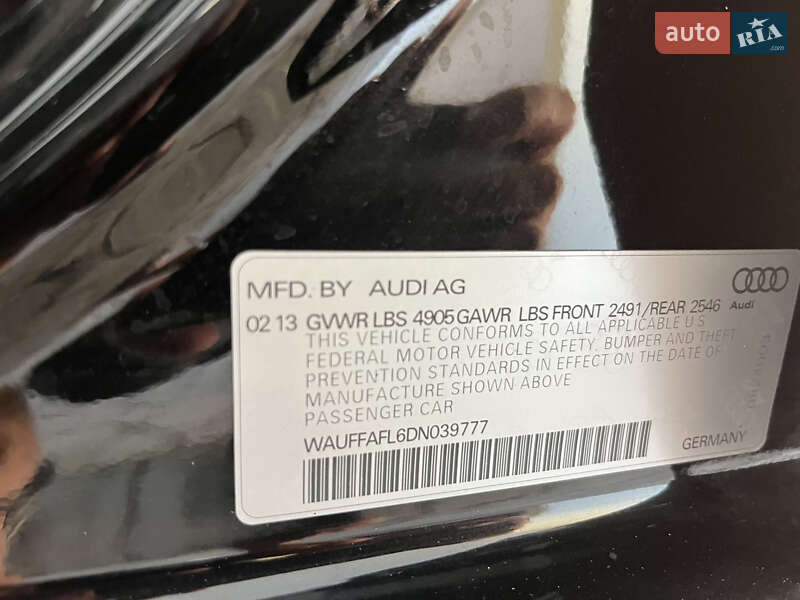 auto RIA.com
MFD. BY AUDI AG
02 13 GVWR LBS 4905 GAWR LBS FRONT 2491/REAR 2546
Audi
THIS VEHICLE CONFORMS TO ALL APPLICABLE U S
FEDERAL MOTOR VEHICLE SAFETY, BUMPER AND THEFT
PREVENTION STANDARDS IN EFFECT ON THE DATE OF
MANUFACTURE SHOWN ABOVE
PASSENGER CAR
WAUFFAFL6DN039777
GERMANY